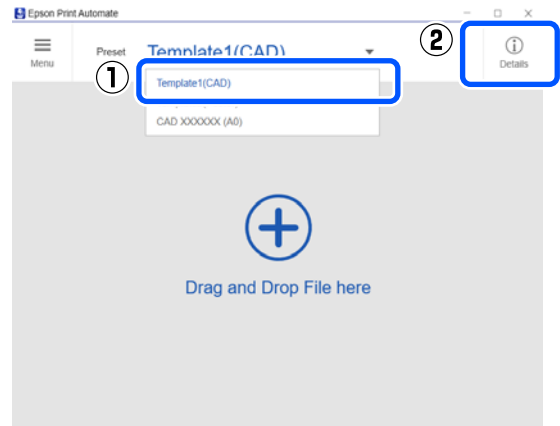 Epson Print Automate
②
Menu
Preset
Template1(CAD)
Details
①
Template1(CAD)
CAD XXXXXX (A0)
Drag and Drop File here